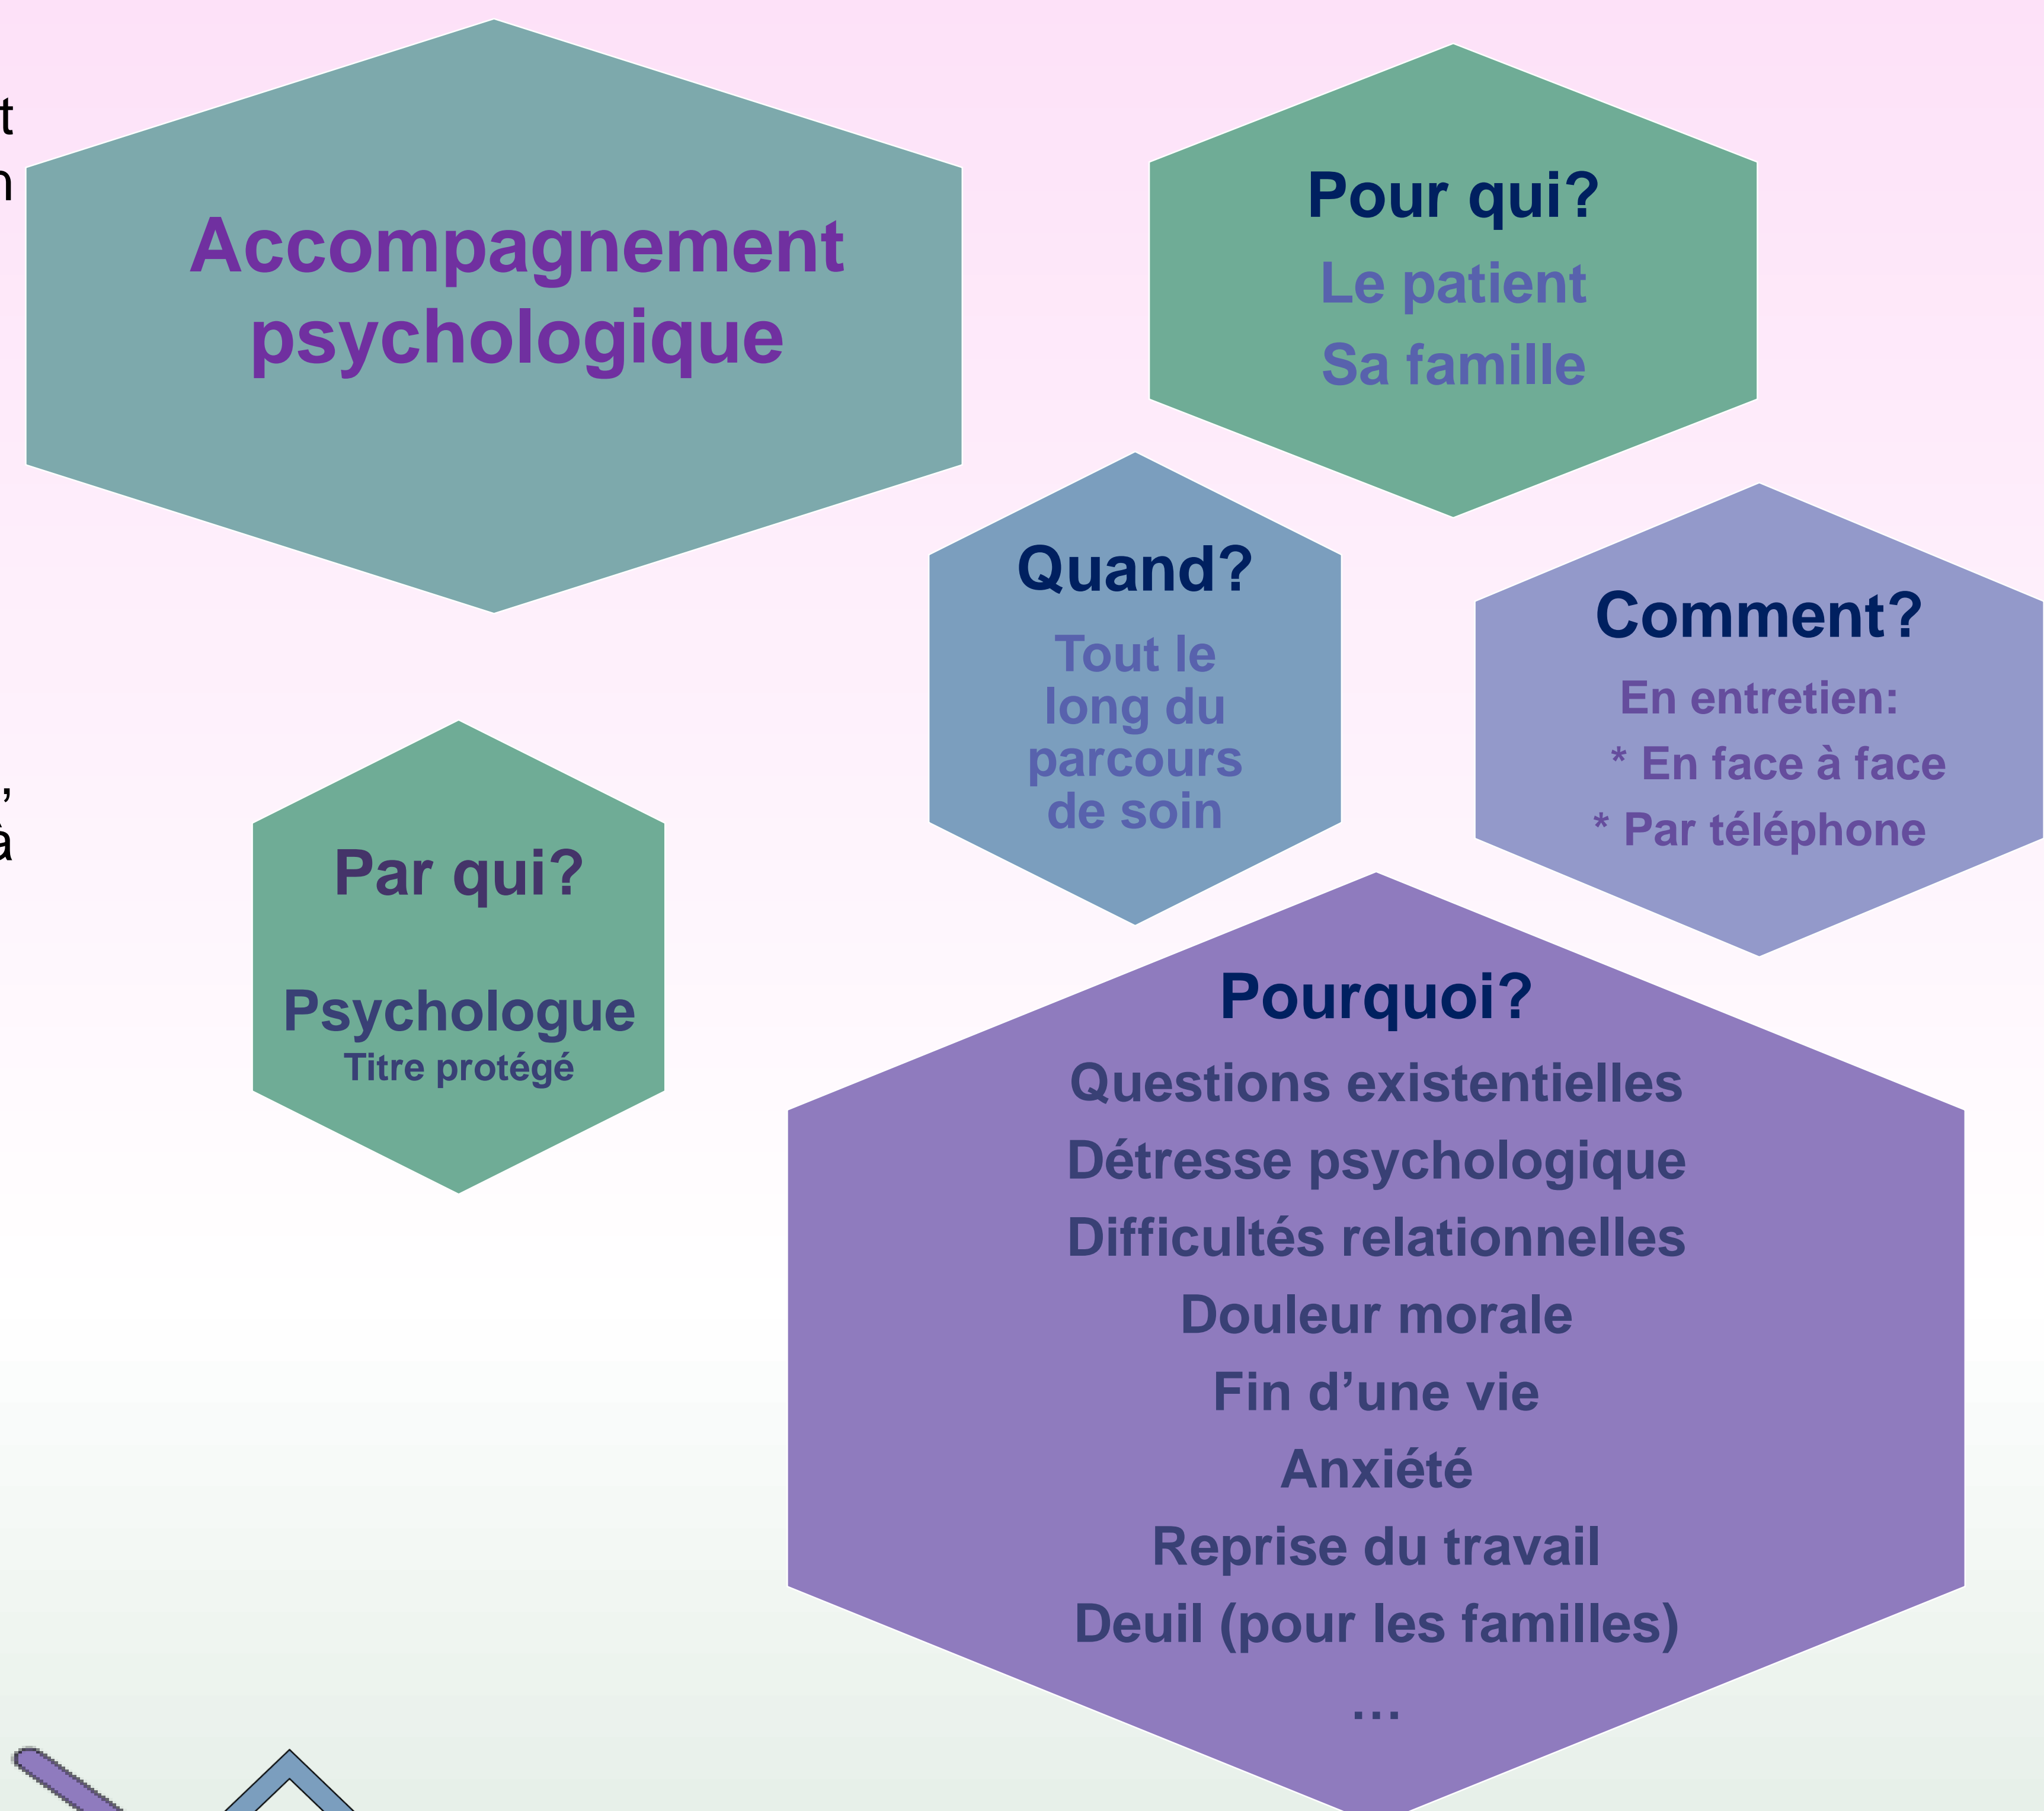 t
n
Accompagnement
psychologique
Pour qui?
Le patient
Sa famille
Quand?
Tout le
long du
parcours
de soin
Comment?
En entretien:
* En face à face
* Par téléphone
,
à
Par qui?
Psychologue
Titre protégé
Pourquoi?
Questions existentielles
Détresse psychologique
Difficultés relationnelles
Douleur morale
Fin d’une vie
Anxiété
Reprise du travail
Deuil (pour les familles)
…